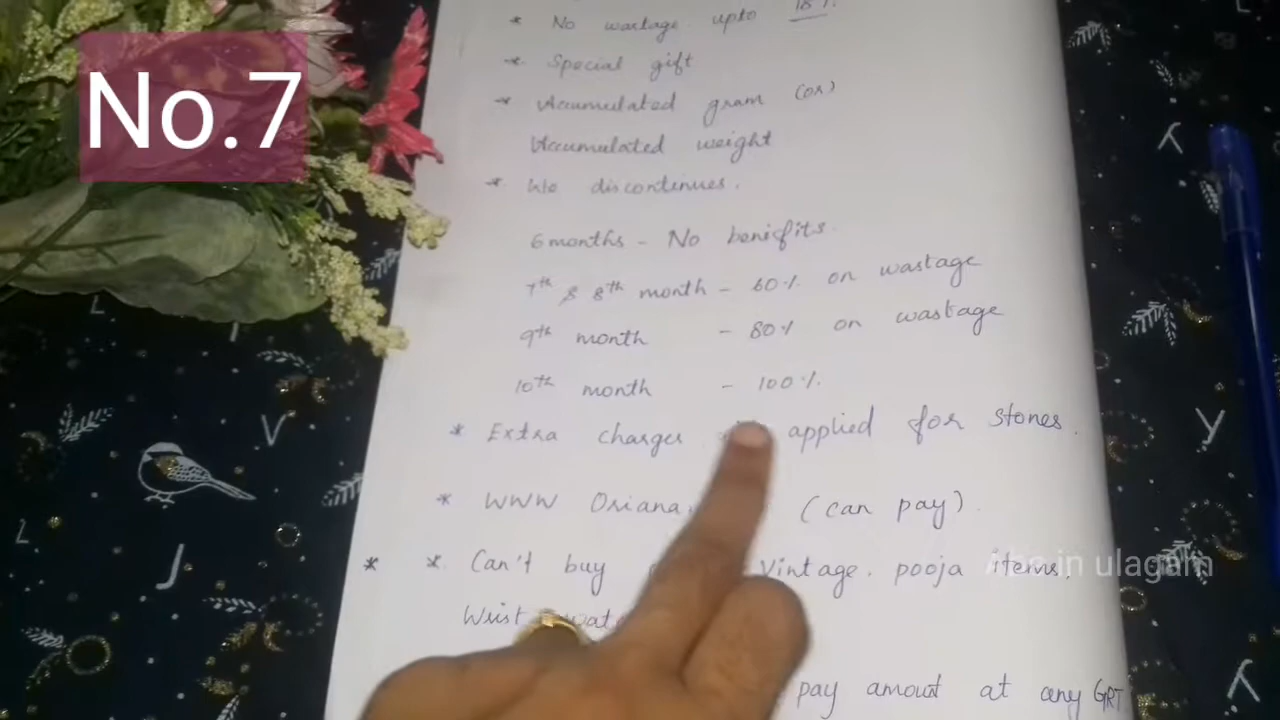 No.7
* No wastage upto 18%.
* Special gift
* Accumulated gram (or)
Accumulated weight
* discontinues.
6 months - No benifits.
7th & 8th month - 60% on wastage
9th month - 80% on wastage
10th month - 100%.
* Extra charges applied for stones.
* WWW Oriana. (can pay).
* * Can't buy Vintage. pooja items.
Wrist
pay amount at any GRT
ulagam